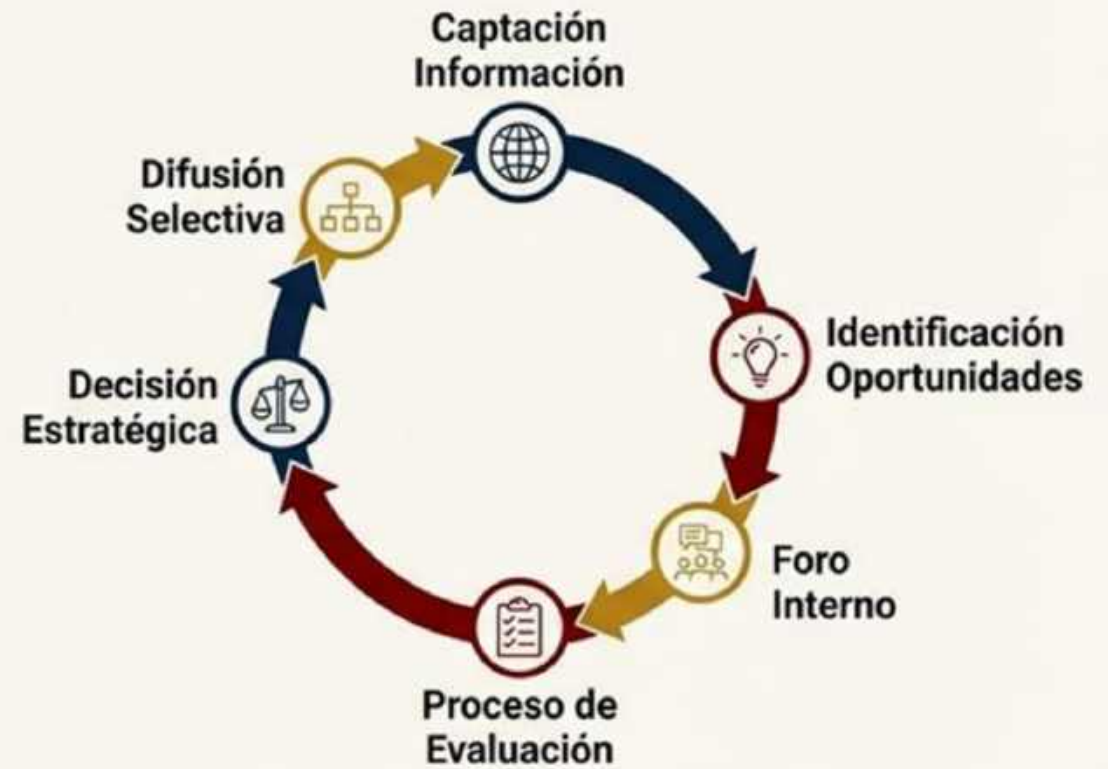 Captación
Información
Identificación
Oportunidades
Foro
Interno
Proceso de
Evaluación
Decisión
Estratégica
Difusión
Selectiva